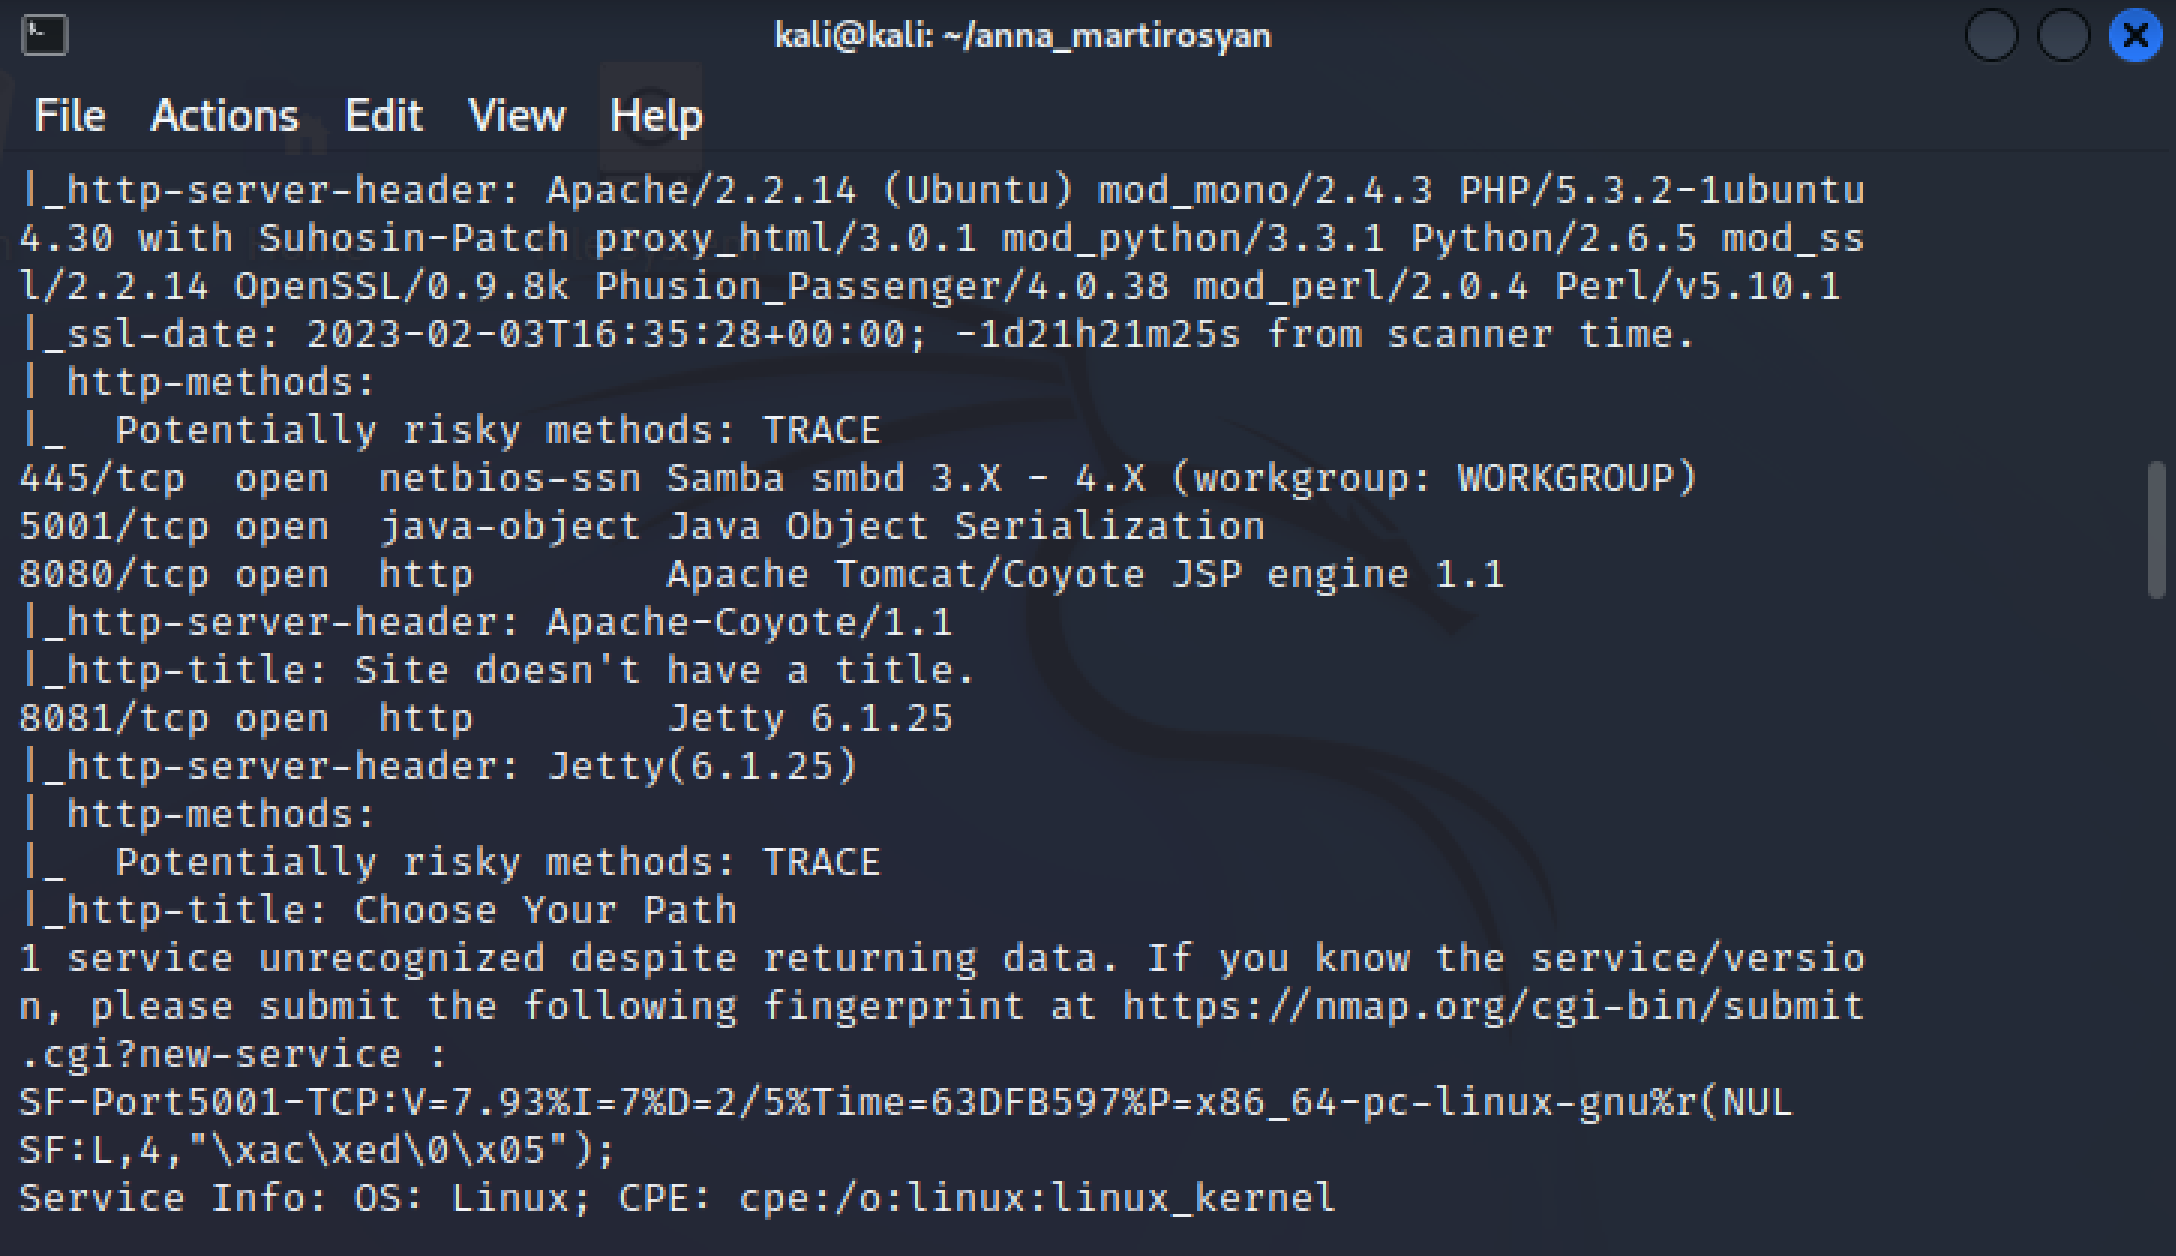 kali@kali: ~/anna_martirosyan
File Actions Edit View Help
|_http-server-header: Apache/2.2.14 (Ubuntu) mod_mono/2.4.3 PHP/5.3.2-1ubuntu
4.30 with Suhosin-Patch proxy_html/3.0.1 mod_python/3.3.1 Python/2.6.5 mod_ss
l/2.2.14 OpenSSL/0.9.8k Phusion_Passenger/4.0.38 mod_perl/2.0.4 Perl/v5.10.1
|_ssl-date: 2023-02-03T16:35:28+00:00; -1d21h21m25s from scanner time.
| http-methods:
|_  Potentially risky methods: TRACE
445/tcp  open  netbios-ssn Samba smbd 3.X - 4.X (workgroup: WORKGROUP)
5001/tcp open  java-object Java Object Serialization
8080/tcp open  http        Apache Tomcat/Coyote JSP engine 1.1
|_http-server-header: Apache-Coyote/1.1
|_http-title: Site doesn't have a title.
8081/tcp open  http        Jetty 6.1.25
|_http-server-header: Jetty(6.1.25)
| http-methods:
|_  Potentially risky methods: TRACE
|_http-title: Choose Your Path
1 service unrecognized despite returning data. If you know the service/versio
n, please submit the following fingerprint at https://nmap.org/cgi-bin/submit
.cgi?new-service :
SF-Port5001-TCP:V=7.93%I=7%D=2/5%Time=63DFB597%P=x86_64-pc-linux-gnu%r(NUL
SF:L,4,"\xac\xed\0\x05");
Service Info: OS: Linux; CPE: cpe:/o:linux:linux_kernel